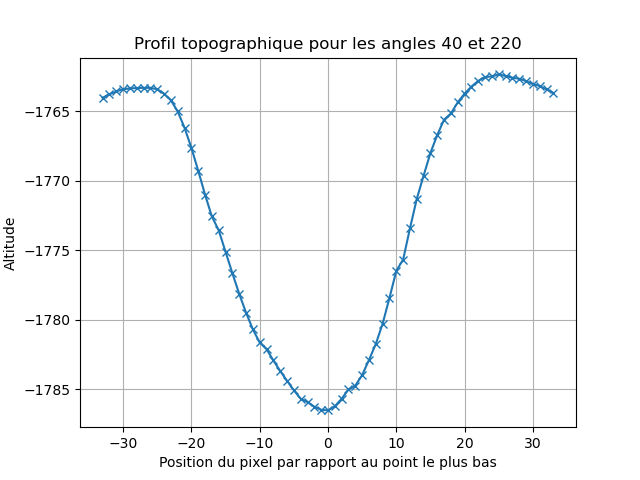 Profil topographique pour les angles 40 et 220
−1765
−1770
−1775
−1780
−1785
Altitude
−30 −20 −10 0 10 20 30
Position du pixel par rapport au point le plus bas